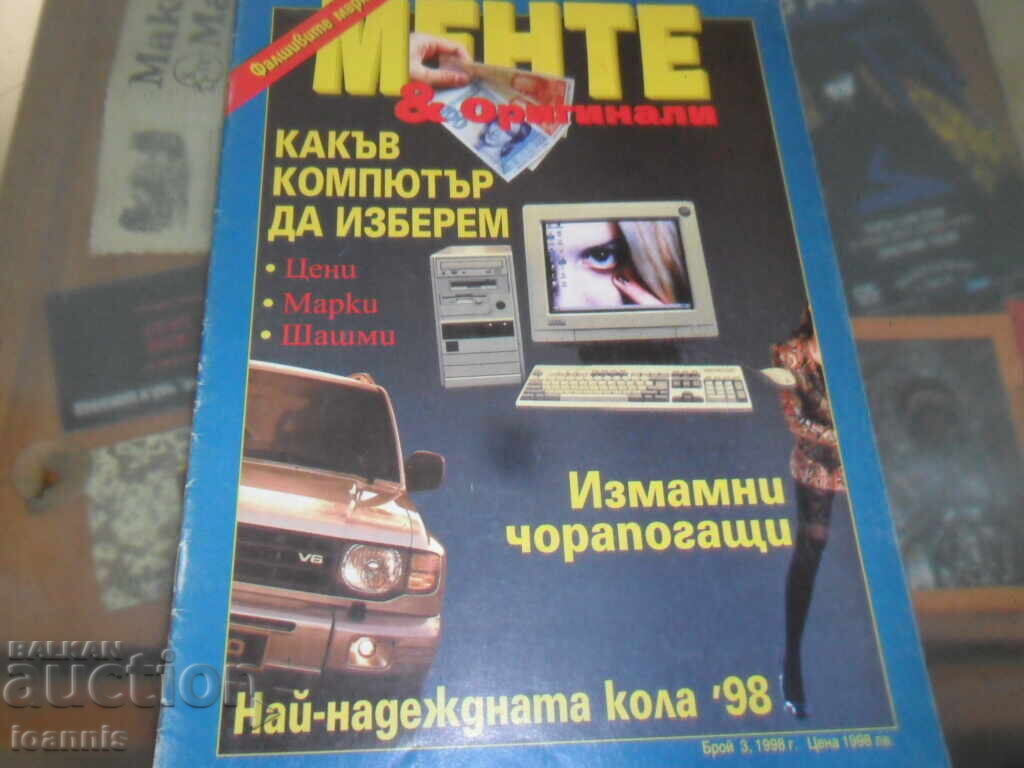 Фалшивите
МЕНТЕ
& Оригинали
КАКЪВ
КОМПЮТЪР
ДА ИЗБЕРЕМ
• Цени
• Марки
• Шашми
Измамни
чорапогащи
V6
Най-надеждната кола '98
Брой 3, 1998 г. Цена 1998 лв.
BALKAN
auction
ioannis